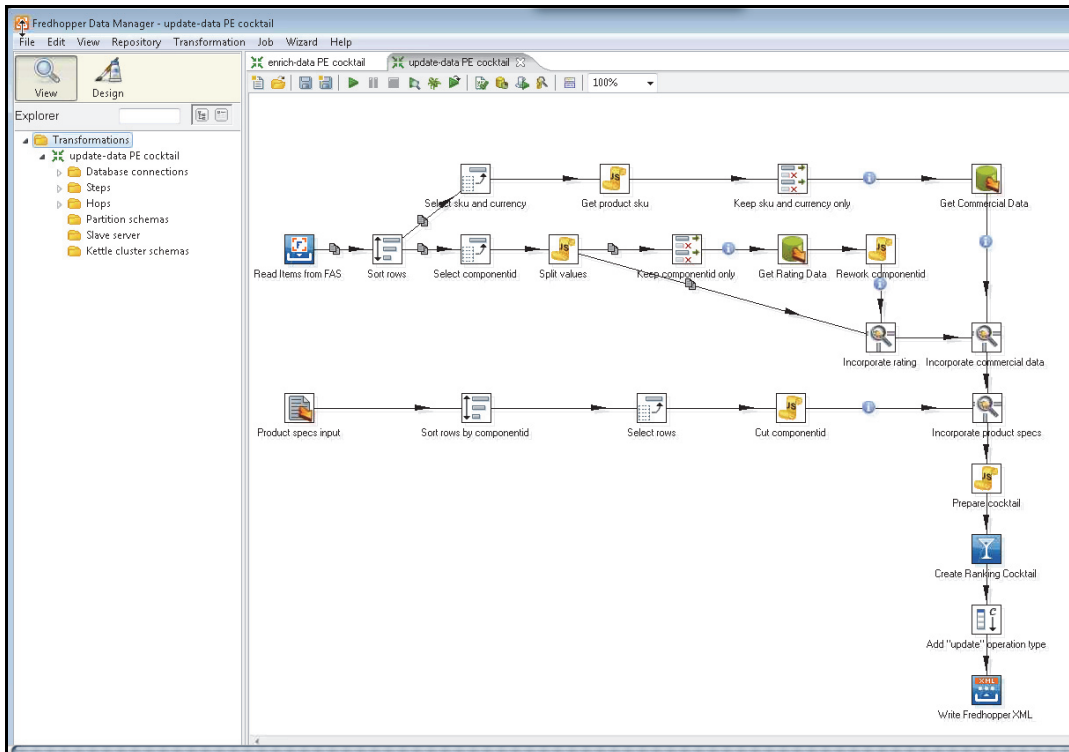 Fredhopper Data Manager - update-data PE cocktail
File Edit View Repository Transformation Job Wizard Help
View Design
enrich-data PE cocktail update-data PE cocktail
100%
Explorer
Transformations
update-data PE cocktail
Database connections
Steps
Hops
Partition schemas
Slave server
Kettle cluster schemas
Select sku and currency Get product sku Keep sku and currency only Get Commercial Data
Read Items from FAS Sort rows Select componentid Split values Keep componentid only Get Rating Data Rework componentid
Incorporate rating Incorporate commercial data
Product specs input Sort rows by componentid Select rows Cut componentid Incorporate product specs
Prepare cocktail
Create Ranking Cocktail
Add "update" operation type
Write Fredhopper XML